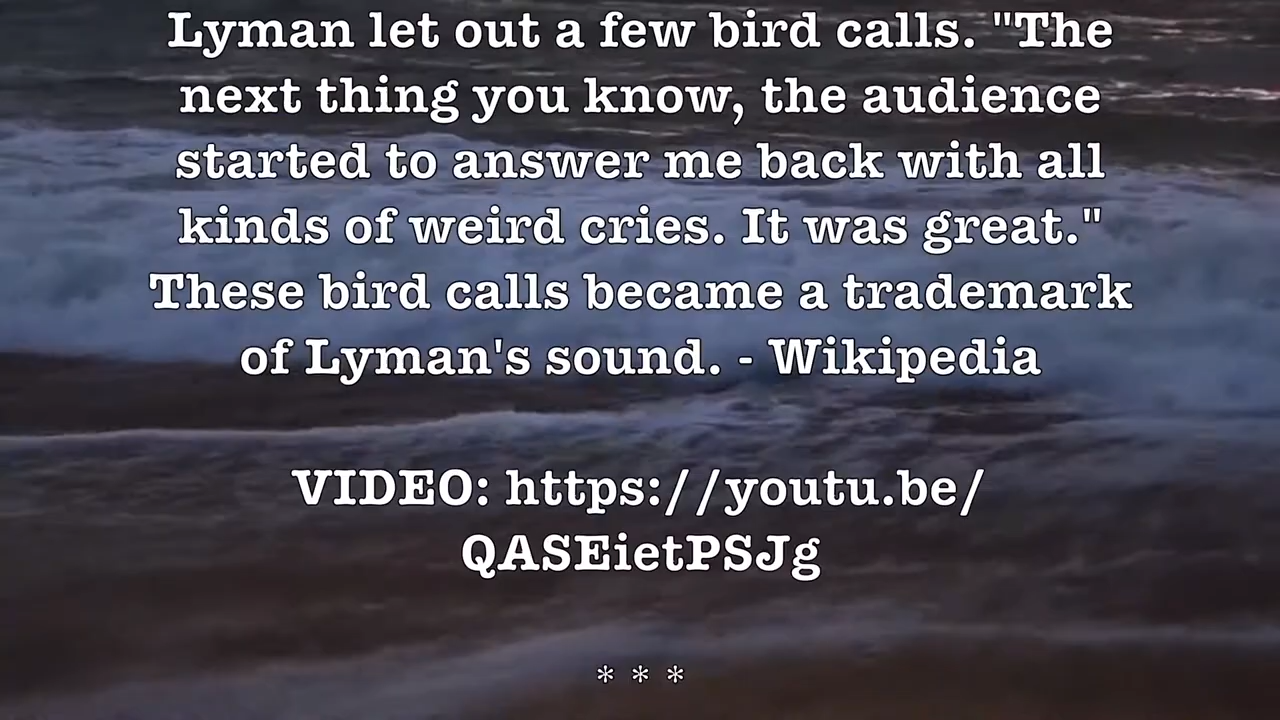 Lyman let out a few bird calls. "The
next thing you know, the audience
started to answer me back with all
kinds of weird cries. It was great."
These bird calls became a trademark
of Lyman's sound. - Wikipedia
VIDEO: https://youtu.be/
QASEietPSJg
* * *